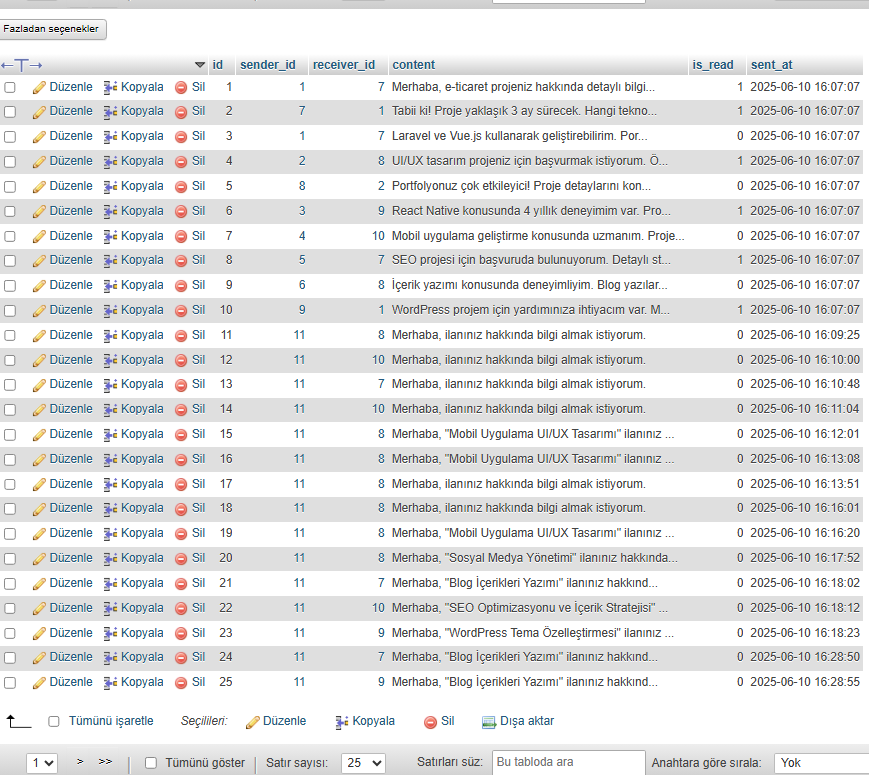 Fazladan seçenekler
←T→ id sender_id receiver_id content is_read sent_at
Düzenle Kopyala Sil 1 1 7 Merhaba, e-ticaret projeniz hakkında detaylı bilgi... 1 2025-06-10 16:07:07
Düzenle Kopyala Sil 2 7 1 Tabii ki! Proje yaklaşık 3 ay sürecek. Hangi tekno... 1 2025-06-10 16:07:07
Düzenle Kopyala Sil 3 1 7 Laravel ve Vue.js kullanarak geliştirebilirim. Por... 0 2025-06-10 16:07:07
Düzenle Kopyala Sil 4 2 8 UI/UX tasarım projeniz için başvurmak istiyorum. Ö... 1 2025-06-10 16:07:07
Düzenle Kopyala Sil 5 8 2 Portfolyonuz çok etkileyici! Proje detaylarını kon... 0 2025-06-10 16:07:07
Düzenle Kopyala Sil 6 3 9 React Native konusunda 4 yıllık deneyimim var. Pro... 1 2025-06-10 16:07:07
Düzenle Kopyala Sil 7 4 10 Mobil uygulama geliştirme konusunda uzmanım. Proje... 0 2025-06-10 16:07:07
Düzenle Kopyala Sil 8 5 7 SEO projesi için başvuruda bulunuyorum. Detaylı st... 1 2025-06-10 16:07:07
Düzenle Kopyala Sil 9 6 8 İçerik yazımı konusunda deneyimliyim. Blog yazılar... 0 2025-06-10 16:07:07
Düzenle Kopyala Sil 10 9 1 WordPress projem için yardımınıza ihtiyacım var. M... 1 2025-06-10 16:07:07
Düzenle Kopyala Sil 11 11 8 Merhaba, ilanınız hakkında bilgi almak istiyorum. 0 2025-06-10 16:09:25
Düzenle Kopyala Sil 12 11 10 Merhaba, ilanınız hakkında bilgi almak istiyorum. 0 2025-06-10 16:10:00
Düzenle Kopyala Sil 13 11 7 Merhaba, ilanınız hakkında bilgi almak istiyorum. 0 2025-06-10 16:10:48
Düzenle Kopyala Sil 14 11 10 Merhaba, ilanınız hakkında bilgi almak istiyorum. 0 2025-06-10 16:11:04
Düzenle Kopyala Sil 15 11 8 Merhaba, "Mobil Uygulama UI/UX Tasarımı" ilanınız ... 0 2025-06-10 16:12:01
Düzenle Kopyala Sil 16 11 8 Merhaba, "Mobil Uygulama UI/UX Tasarımı" ilanınız ... 0 2025-06-10 16:13:08
Düzenle Kopyala Sil 17 11 8 Merhaba, ilanınız hakkında bilgi almak istiyorum. 0 2025-06-10 16:13:51
Düzenle Kopyala Sil 18 11 8 Merhaba, ilanınız hakkında bilgi almak istiyorum. 0 2025-06-10 16:16:01
Düzenle Kopyala Sil 19 11 8 Merhaba, "Mobil Uygulama UI/UX Tasarımı" ilanınız ... 0 2025-06-10 16:16:20
Düzenle Kopyala Sil 20 11 8 Merhaba, "Sosyal Medya Yönetimi" ilanınız hakkında... 0 2025-06-10 16:17:52
Düzenle Kopyala Sil 21 11 7 Merhaba, "Blog İçerikleri Yazımı" ilanınız hakkınd... 0 2025-06-10 16:18:02
Düzenle Kopyala Sil 22 11 10 Merhaba, "SEO Optimizasyonu ve İçerik Stratejisi" ... 0 2025-06-10 16:18:12
Düzenle Kopyala Sil 23 11 9 Merhaba, "WordPress Tema Özelleştirmesi" ilanınız ... 0 2025-06-10 16:18:23
Düzenle Kopyala Sil 24 11 7 Merhaba, "Blog İçerikleri Yazımı" ilanınız hakkınd... 0 2025-06-10 16:28:50
Düzenle Kopyala Sil 25 11 9 Merhaba, "Blog İçerikleri Yazımı" ilanınız hakkınd... 0 2025-06-10 16:28:55
Tümünü işaretle Seçilileri: Düzenle Kopyala Sil Dışa aktar
1 > >> Tümünü göster Satır sayısı: 25 Satırları süz: Bu tabloda ara Anahtara göre sırala: Yok